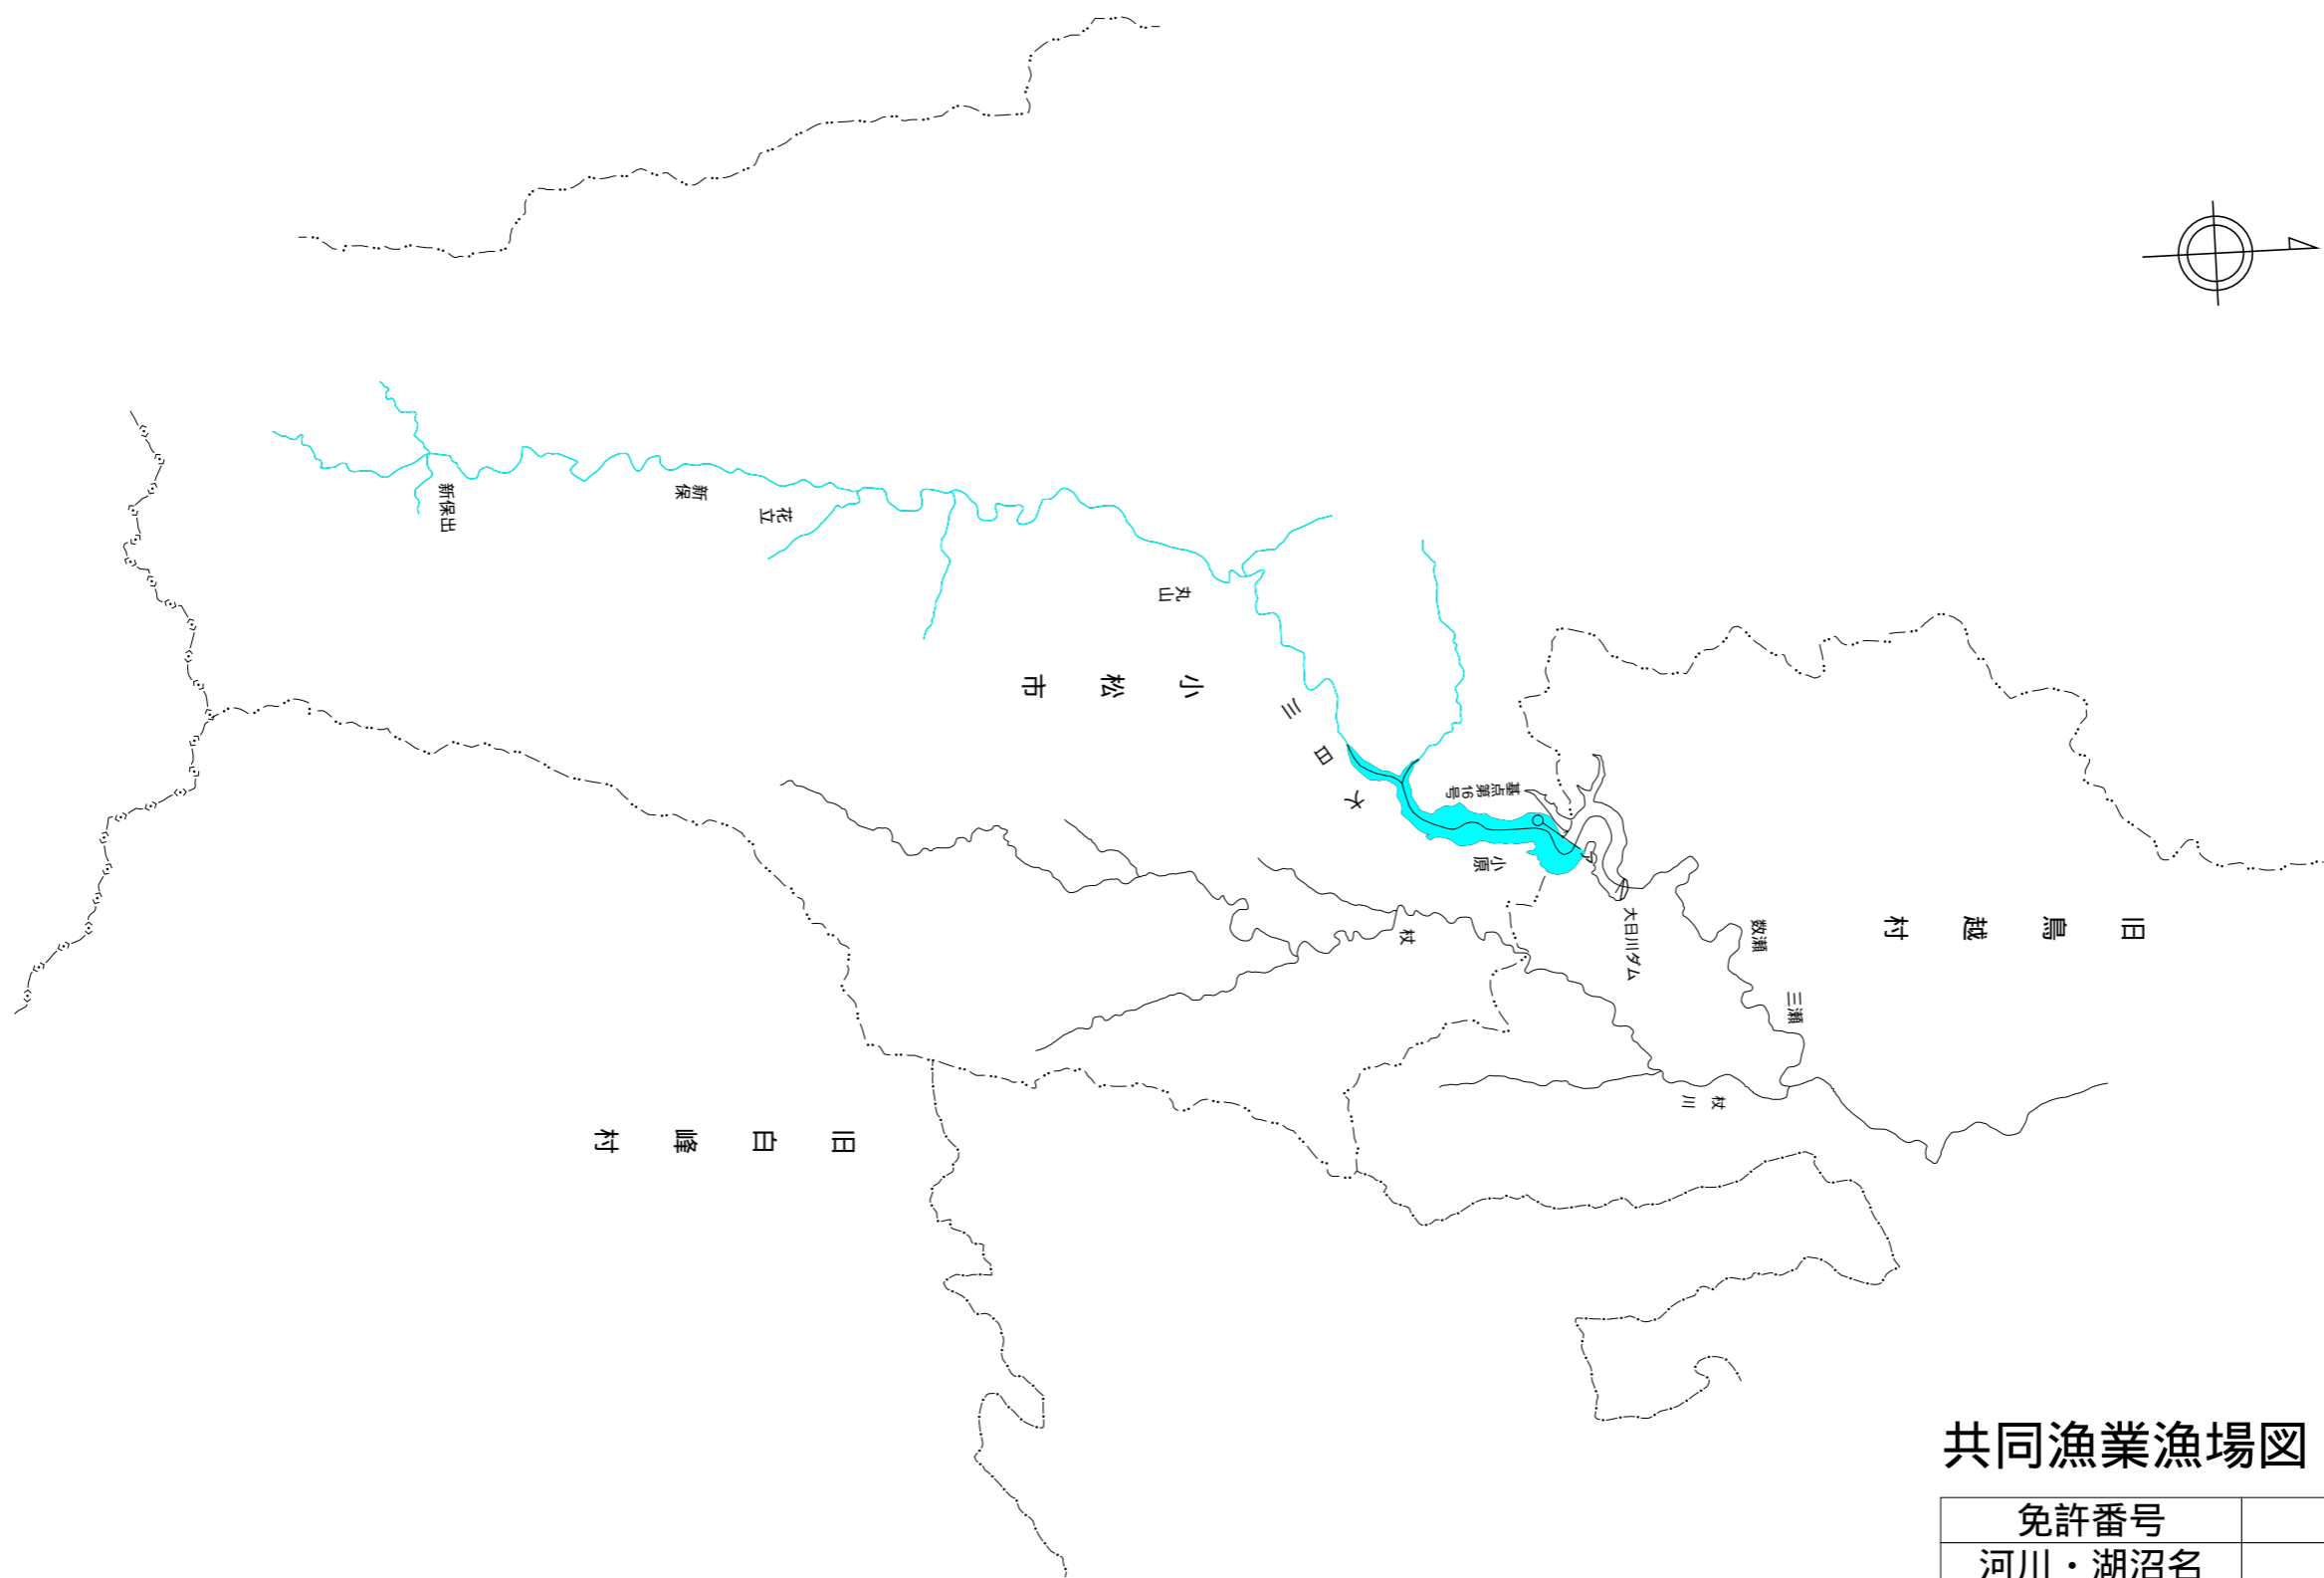 新保出
新保
花立
丸山
小松市
大日川
基点第16号
小原
大日川ダム
数瀬
三瀬
旧鳥越村
杖
杖川
旧白峰村
共同漁業漁場図
免許番号
河川・湖沼名